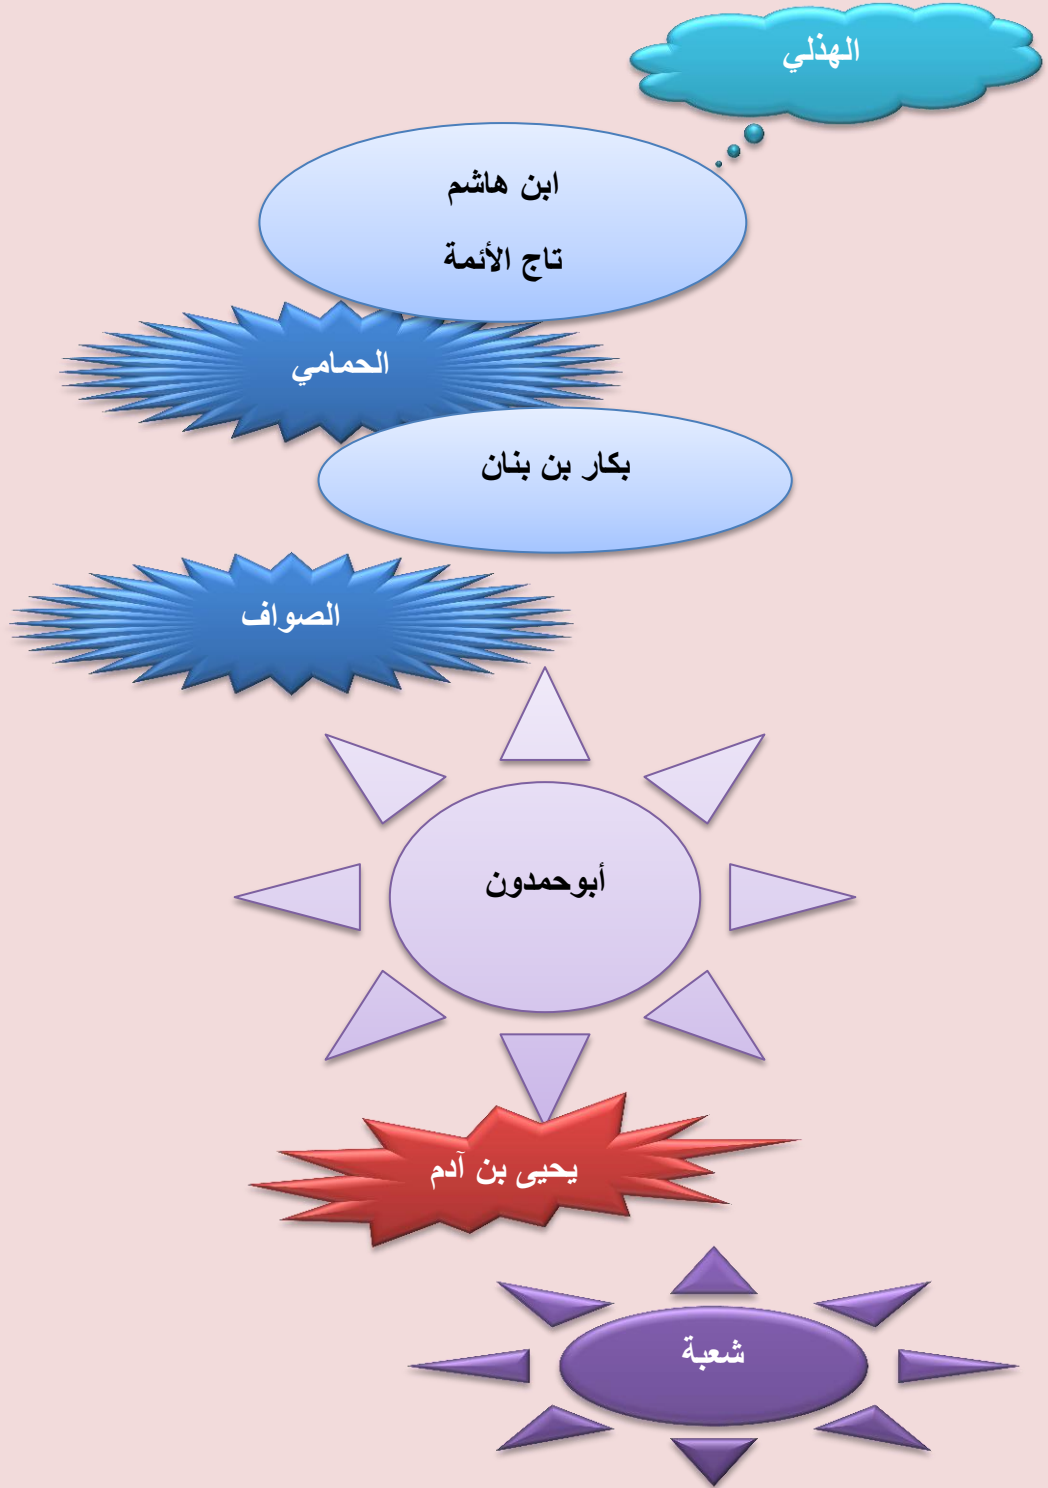 الهذلي
ابن هاشم
تاج الأئمة
الحمامي
بكار بن بنان
الصواف
أبوحمدون
يحيى بن آدم
شعبة